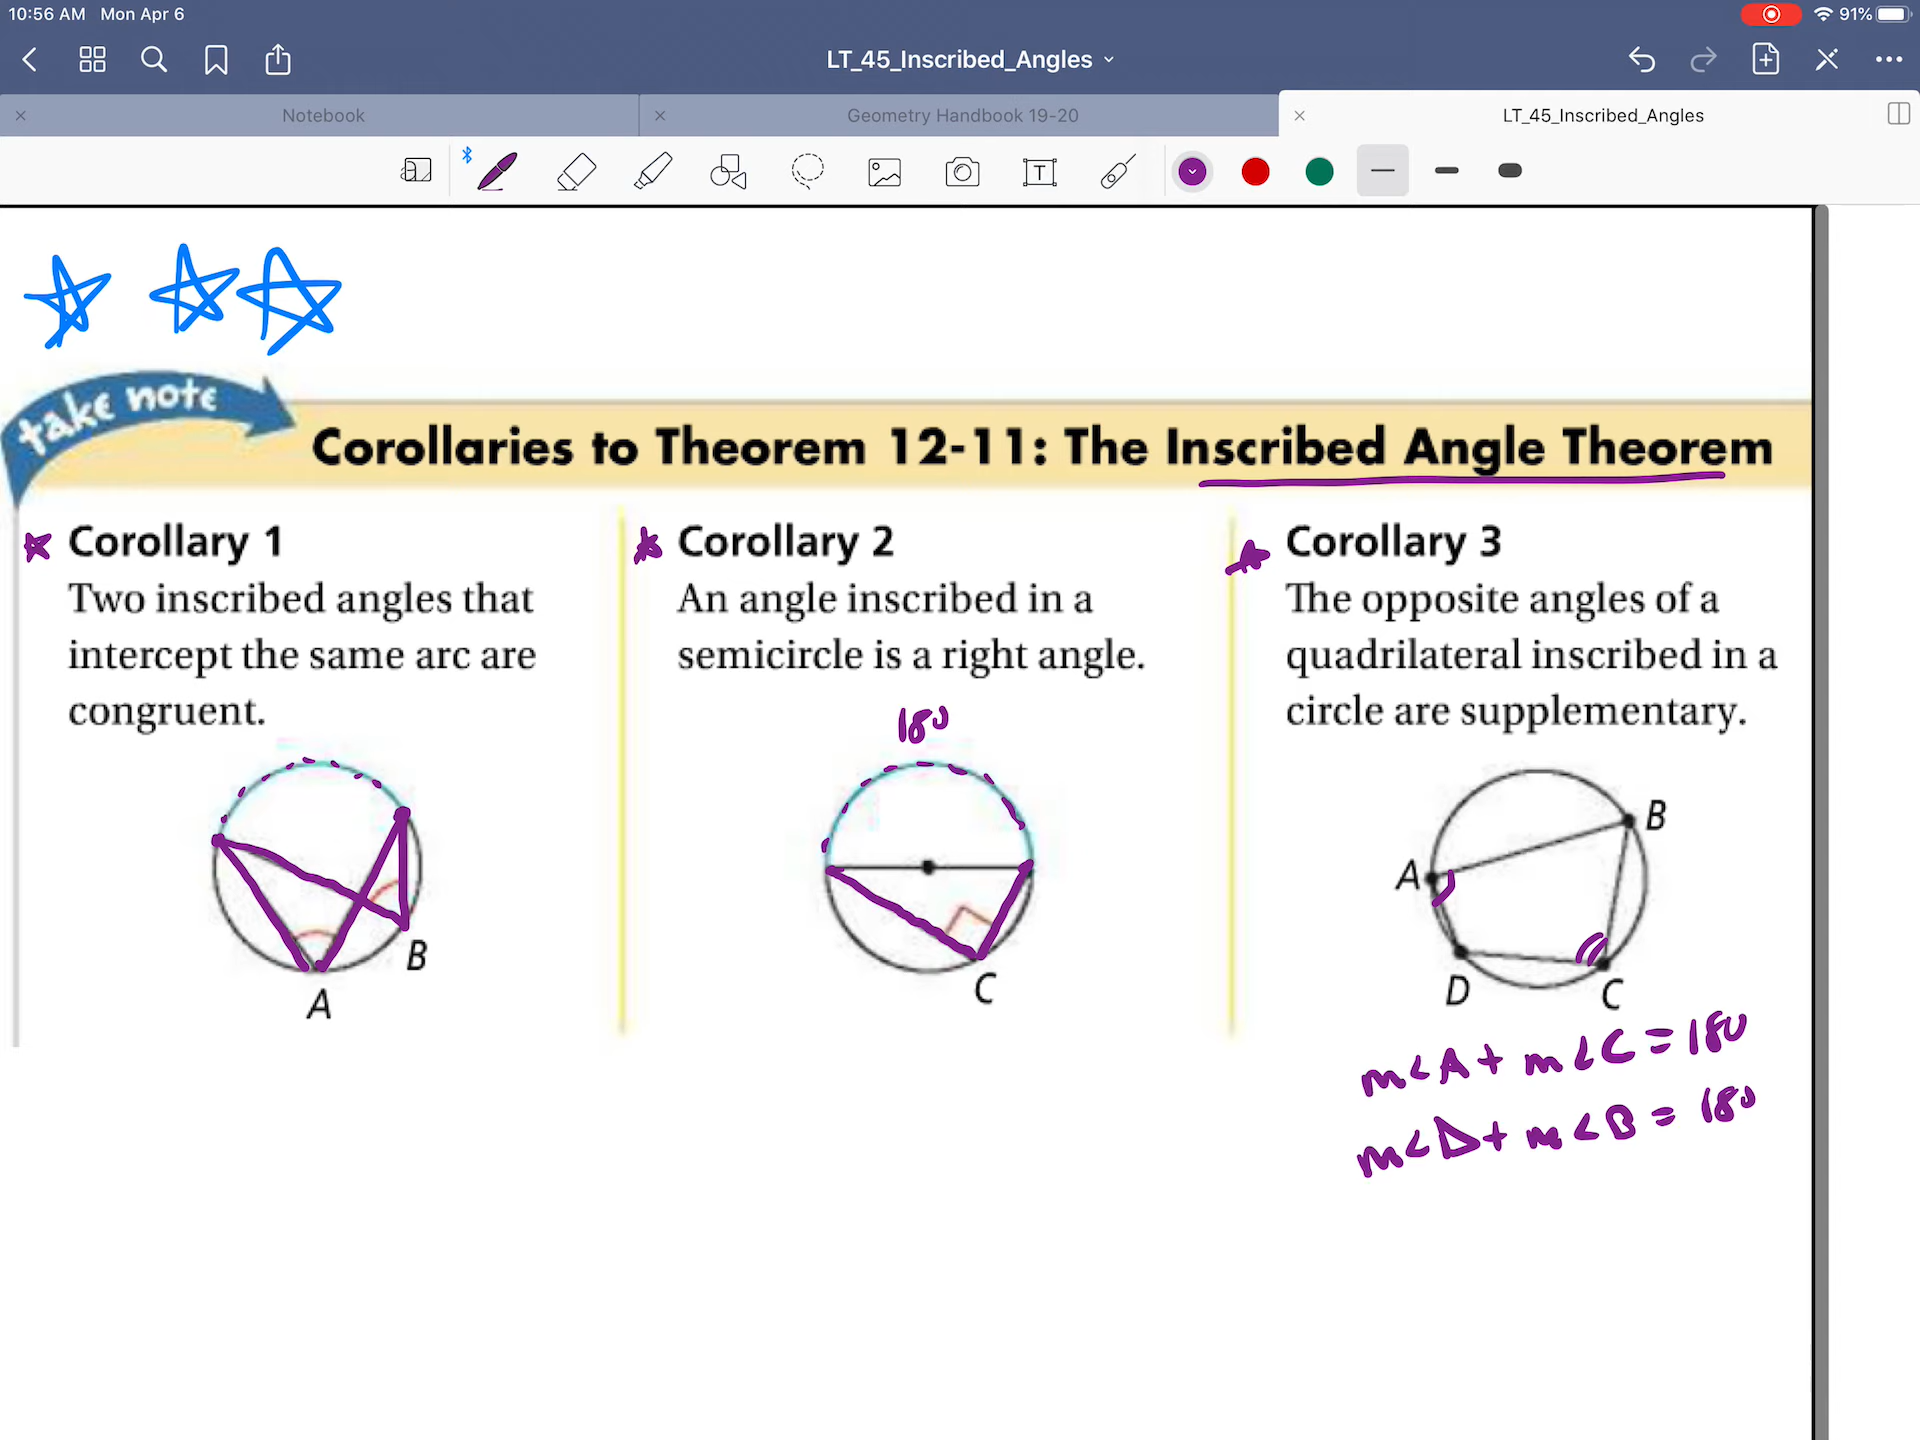 10:56 AM Mon Apr 6
91%
LT_45_Inscribed_Angles
Notebook
Geometry Handbook 19-20
LT_45_Inscribed_Angles
take note
Corollaries to Theorem 12-11: The Inscribed Angle Theorem
Corollary 1
Two inscribed angles that
intercept the same arc are
congruent.
B
A
Corollary 2
An angle inscribed in a
semicircle is a right angle.
180
C
Corollary 3
The opposite angles of a
quadrilateral inscribed in a
circle are supplementary.
B
A
D
C
m<A + m∠C = 180
m<D + m<B = 180